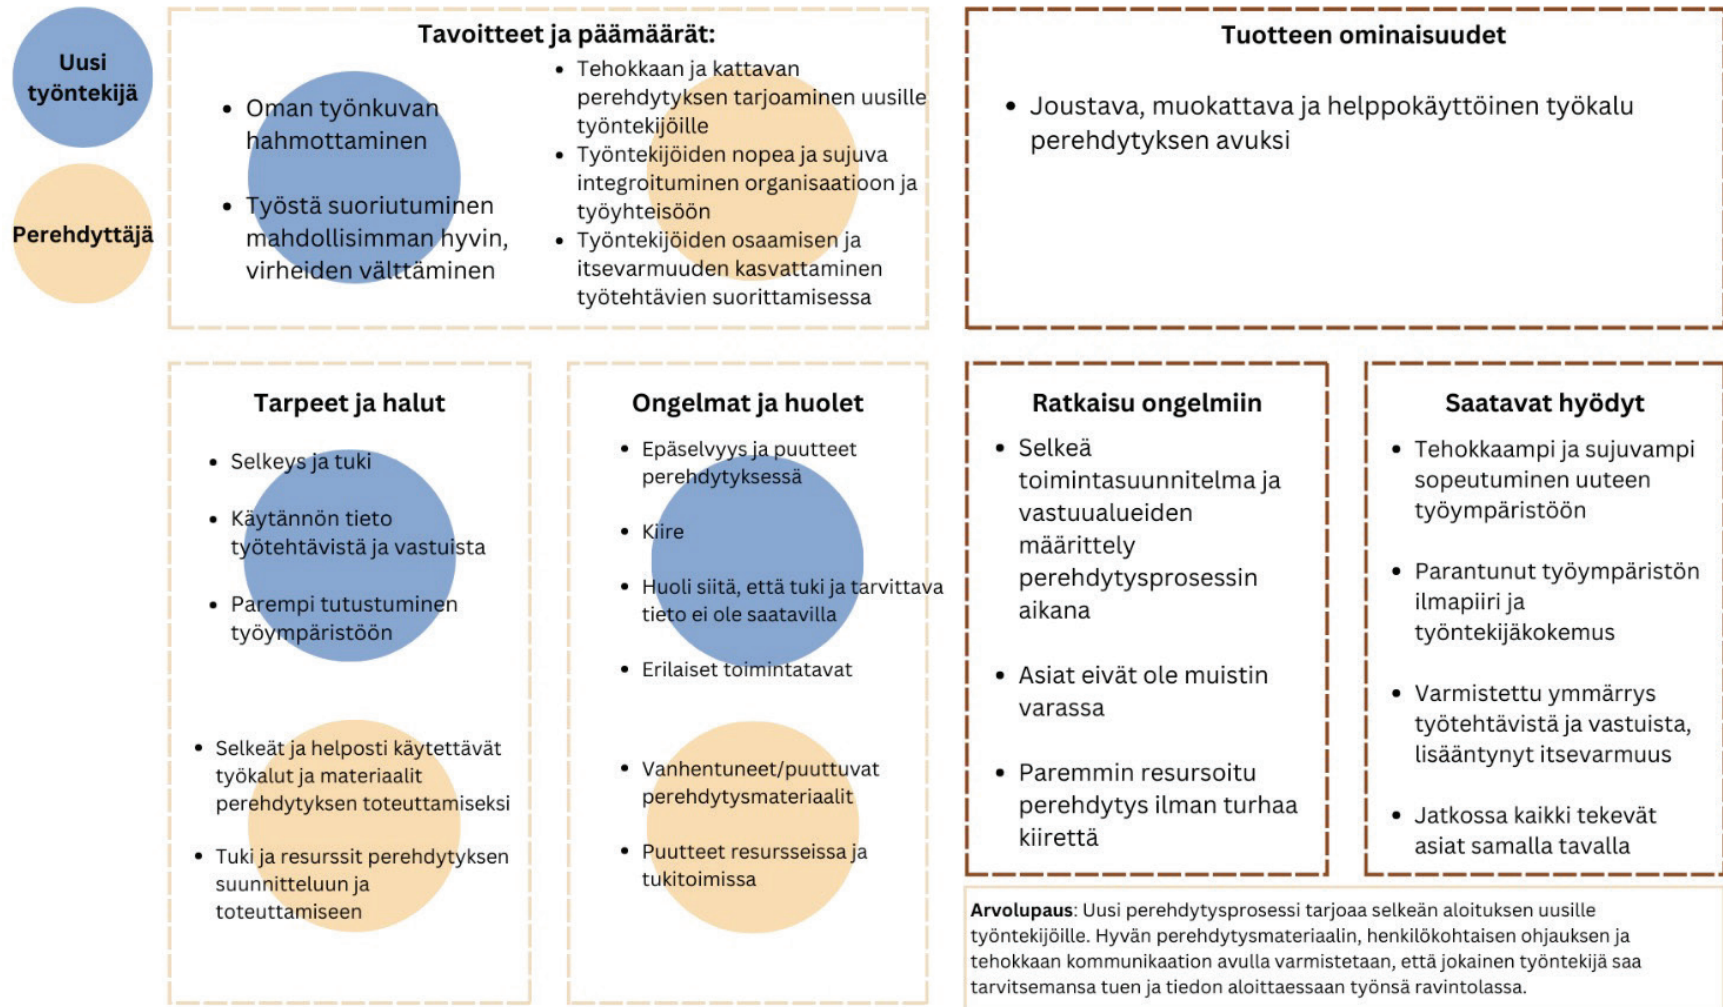 Uusi
työntekijä
Perehdyttäjä
Tavoitteet ja päämäärät:
• Oman työnkuvan
hahmottaminen
• Työstä suoriutuminen
mahdollisimman hyvin,
virheiden välttäminen
• Tehokkaan ja kattavan
perehdytyksen tarjoaminen uusille
työntekijöille
• Työntekijöiden nopea ja sujuva
integroituminen organisaatioon ja
työyhteisöön
• Työntekijöiden osaamisen ja
itsevarmuuden kasvattaminen
työtehtävien suorittamisessa
Tuotteen ominaisuudet
• Joustava, muokattava ja helppokäyttöinen työkalu
perehdytyksen avuksi
Tarpeet ja halut
• Selkeys ja tuki
• Käytännön tieto
työtehtävistä ja vastuista
• Parempi tutustuminen
työympäristöön
• Selkeät ja helposti käytettävät
työkalut ja materiaalit
perehdytyksen toteuttamiseksi
• Tuki ja resurssit perehdytyksen
suunnitteluun ja
toteuttamiseen
Ongelmat ja huolet
• Epäselvyys ja puutteet
perehdytyksessä
• Kiire
• Huoli siitä, että tuki ja tarvittava
tieto ei ole saatavilla
• Erilaiset toimintatavat
• Vanhentuneet/puuttuvat
perehdytysmateriaalit
• Puutteet resursseissa ja
tukitoimissa
Ratkaisu ongelmiin
• Selkeä
toimintasuunnitelma ja
vastuualueiden
määrittely
perehdytysprosessin
aikana
• Asiat eivät ole muistin
varassa
• Paremmin resursoitu
perehdytys ilman turhaa
kiirettä
Saatavat hyödyt
• Tehokkaampi ja sujuvampi
sopeutuminen uuteen
työympäristöön
• Parantunut työympäristön
ilmapiiri ja
työntekijäkokemus
• Varmistettu ymmärrys
työtehtävistä ja vastuista,
lisääntynyt itsevarmuus
• Jatkossa kaikki tekevät
asiat samalla tavalla
Arvolupaus: Uusi perehdytysprosessi tarjoaa selkeän aloituksen uusille
työntekijöille. Hyvän perehdytysmateriaalin, henkilökohtaisen ohjauksen ja
tehokkaan kommunikaation avulla varmistetaan, että jokainen työntekijä saa
tarvitsemansa tuen ja tiedon aloittaessaan työnsä ravintolassa.